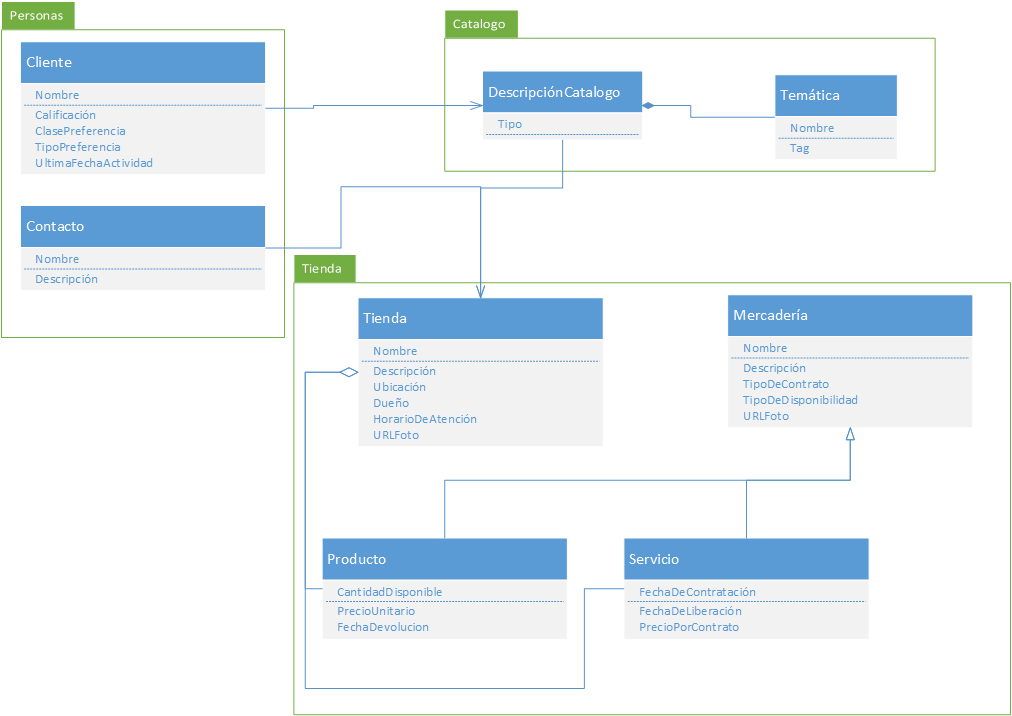 Personas
Cliente
Nombre
Calificación
ClasePreferencia
TipoPreferencia
UltimaFechaActividad
Contacto
Nombre
Descripción
Catalogo
DescripciónCatalogo
Tipo
Temática
Nombre
Tag
Tienda
Tienda
Nombre
Descripción
Ubicación
Dueño
HorarioDeAtención
URLFoto
Mercadería
Nombre
Descripción
TipoDeContrato
TipoDeDisponibilidad
URLFoto
Producto
CantidadDisponible
PrecioUnitario
FechaDevolucion
Servicio
FechaDeContratación
FechaDeLiberación
PrecioPorContrato